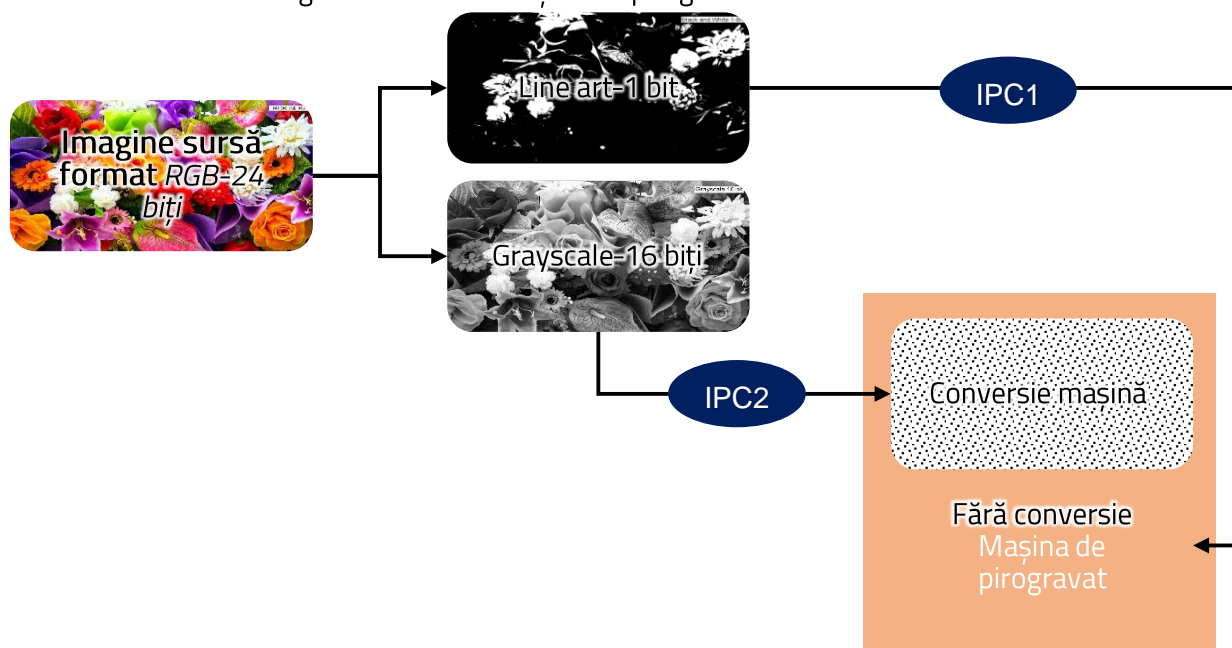 Line art-1 bit
IPC1
Imagine sursă
format RGB-24
biți
Grayscale-16 biți
IPC2
Conversie mașină
Fără conversie
Mașina de
pirogravat